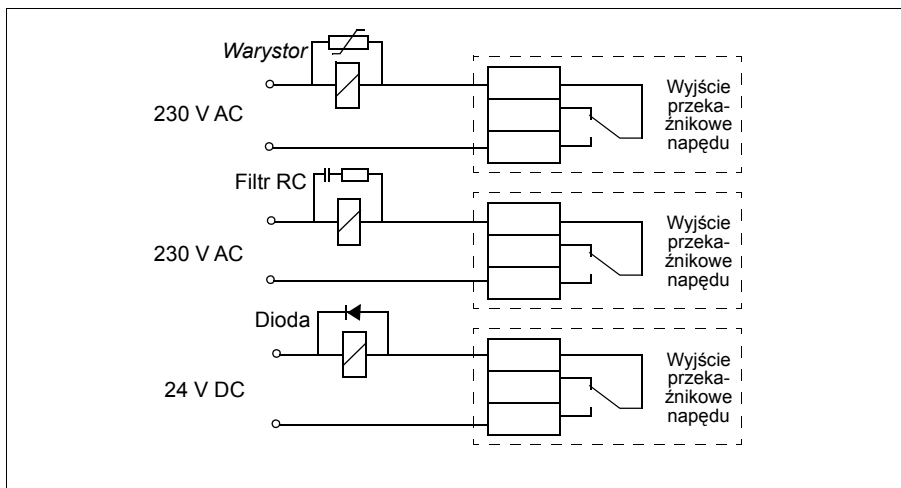 Warystor
230 V AC
Wyjście
przeka-
źnikowe
napędu
Filtr RC
230 V AC
Wyjście
przeka-
źnikowe
napędu
Dioda
24 V DC
Wyjście
przeka-
źnikowe
napędu